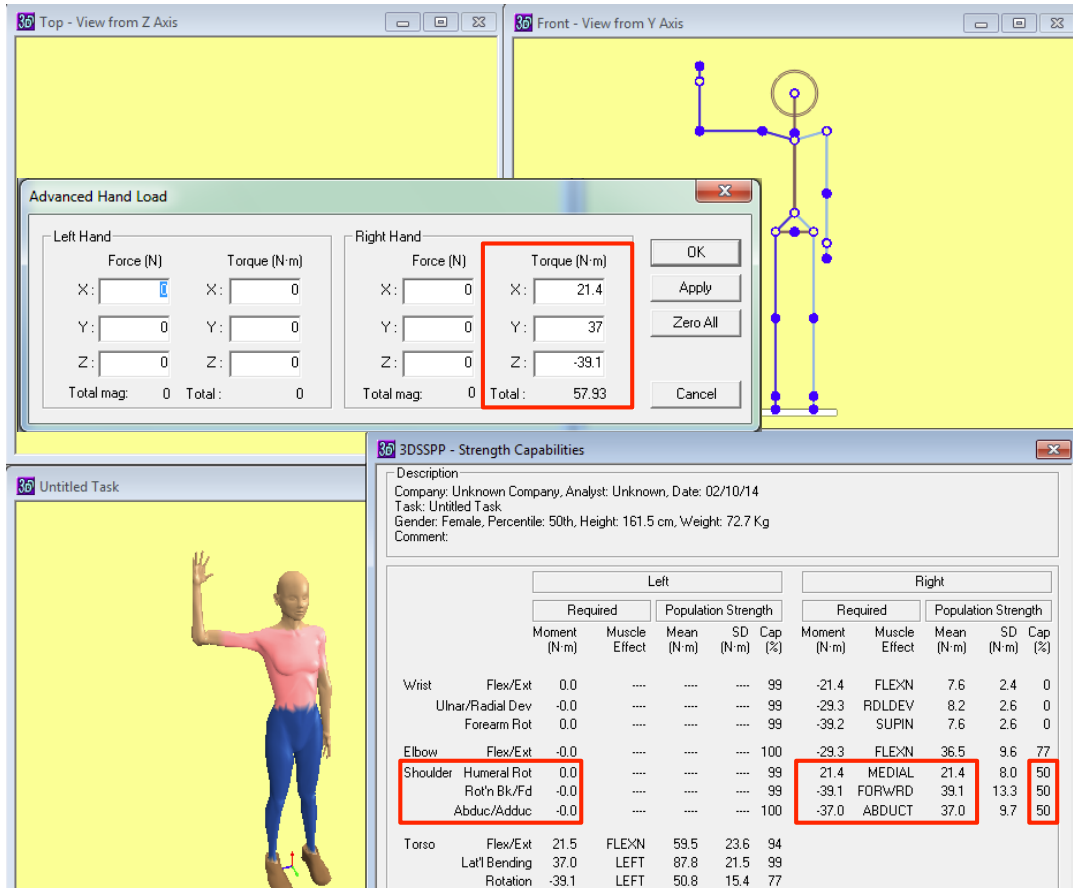 Top - View from Z Axis
Front - View from Y Axis
Advanced Hand Load
Left Hand
Force (N) Torque (N·m)
X: 0 X: 0
Y: 0 Y: 0
Z: 0 Z: 0
Total mag: 0 Total : 0
Right Hand
Force (N) Torque (N·m)
X: 0 X: 21.4
Y: 0 Y: 37
Z: 0 Z: -39.1
Total mag: 0 Total : 57.93
OK
Apply
Zero All
Cancel
Untitled Task
3DSSPP - Strength Capabilities
Description
Company: Unknown Company, Analyst: Unknown, Date: 02/10/14
Task: Untitled Task
Gender: Female, Percentile: 50th, Height: 161.5 cm, Weight: 72.7 Kg
Comment:
Left Right
Required Population Strength Required Population Strength
Moment Muscle Mean SD Cap Moment Muscle Mean SD Cap
(N·m) Effect (N·m) (N·m) (%) (N·m) Effect (N·m) (N·m) (%)
Wrist Flex/Ext 0.0 ---- ---- ---- 99 -21.4 FLEXN 7.6 2.4 0
Ulnar/Radial Dev -0.0 ---- ---- ---- 99 -29.3 RDLDEV 8.2 2.6 0
Forearm Rot 0.0 ---- ---- ---- 99 -39.2 SUPIN 7.6 2.6 0
Elbow Flex/Ext -0.0 ---- ---- ---- 100 -29.3 FLEXN 36.5 9.6 77
Shoulder Humeral Rot 0.0 ---- ---- ---- 99 21.4 MEDIAL 21.4 8.0 50
Rot'n Bk/Fd -0.0 ---- ---- ---- 99 -39.1 FORWRD 39.1 13.3 50
Abduc/Adduc -0.0 ---- ---- ---- 100 -37.0 ABDUCT 37.0 9.7 50
Torso Flex/Ext 21.5 FLEXN 59.5 23.6 94
Lat'l Bending 37.0 LEFT 87.8 21.5 99
Rotation -39.1 LEFT 50.8 15.4 77